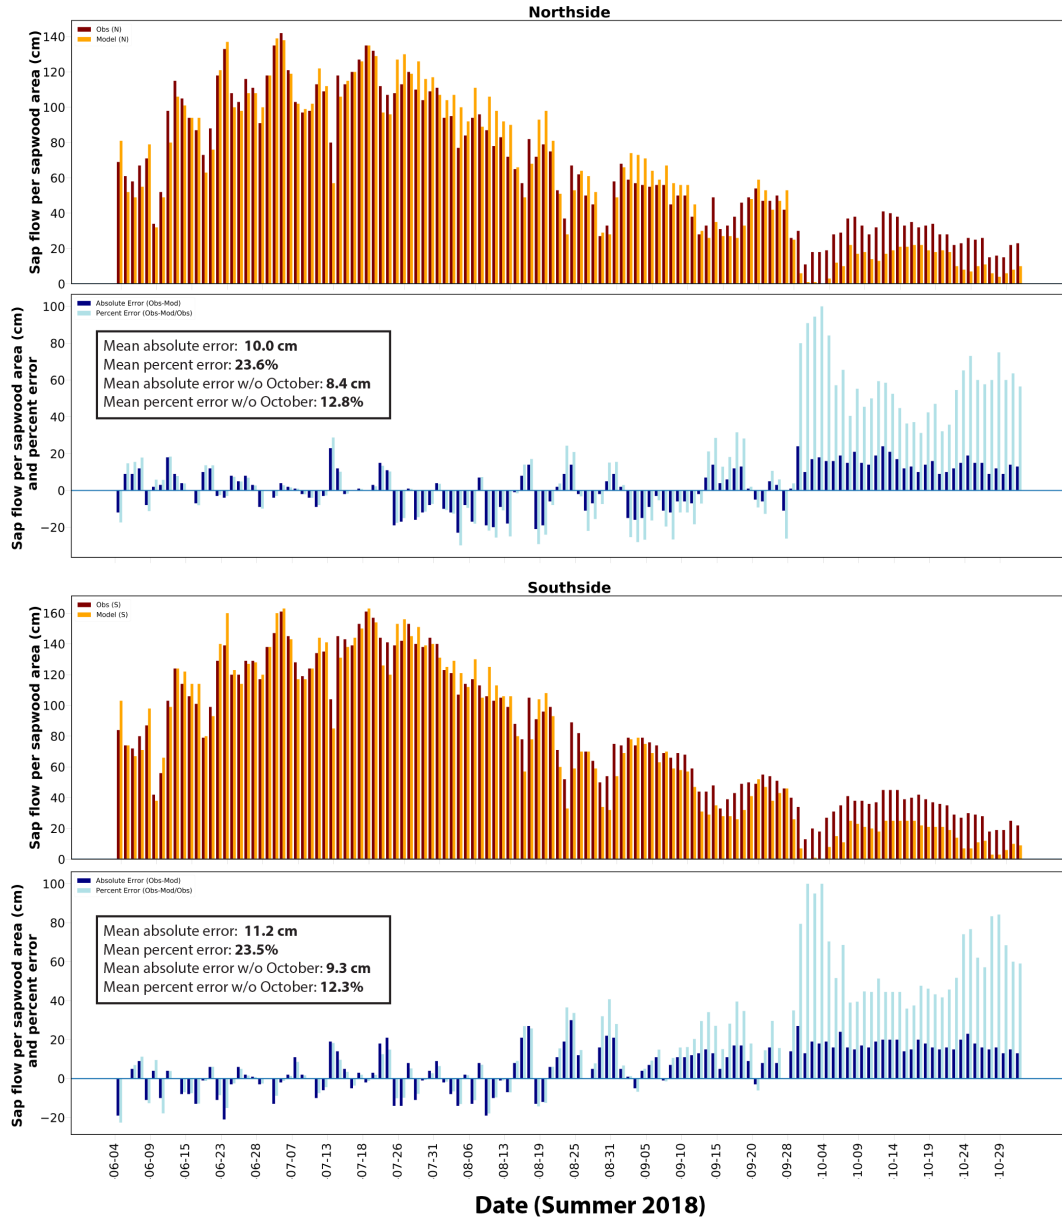 Northside
Sap flow per sapwood area (cm)
Obs (N)
Model (N)
140
120
100
80
60
40
20
0
Sap flow per sapwood area (cm)
and percent error
Absolute Error (Obs-Mod)
Percent Error (Obs-Mod/Obs)
Mean absolute error: 10.0 cm
Mean percent error: 23.6%
Mean absolute error w/o October: 8.4 cm
Mean percent error w/o October: 12.8%
100
80
60
40
20
0
−20
Southside
Sap flow per sapwood area (cm)
Obs (S)
Model (S)
160
140
120
100
80
60
40
20
0
Sap flow per sapwood area (cm)
and percent error
Absolute Error (Obs-Mod)
Percent Error (Obs-Mod/Obs)
Mean absolute error: 11.2 cm
Mean percent error: 23.5%
Mean absolute error w/o October: 9.3 cm
Mean percent error w/o October: 12.3%
100
80
60
40
20
0
−20
06-04
06-09
06-15
06-23
06-28
07-07
07-13
07-18
07-26
07-31
08-06
08-13
08-19
08-25
08-31
09-05
09-10
09-15
09-20
09-28
10-04
10-09
10-14
10-19
10-24
10-29
Date (Summer 2018)